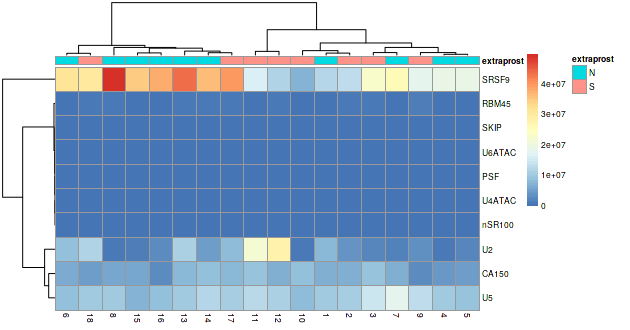 extraprost
extraprost
N
S
SRSF9
RBM45
SKIP
U6ATAC
PSF
U4ATAC
nSR100
U2
CA150
U5
4e+07
3e+07
2e+07
1e+07
0
6 18 8 15 16 13 14 17 11 12 10 1 2 3 7 9 4 5